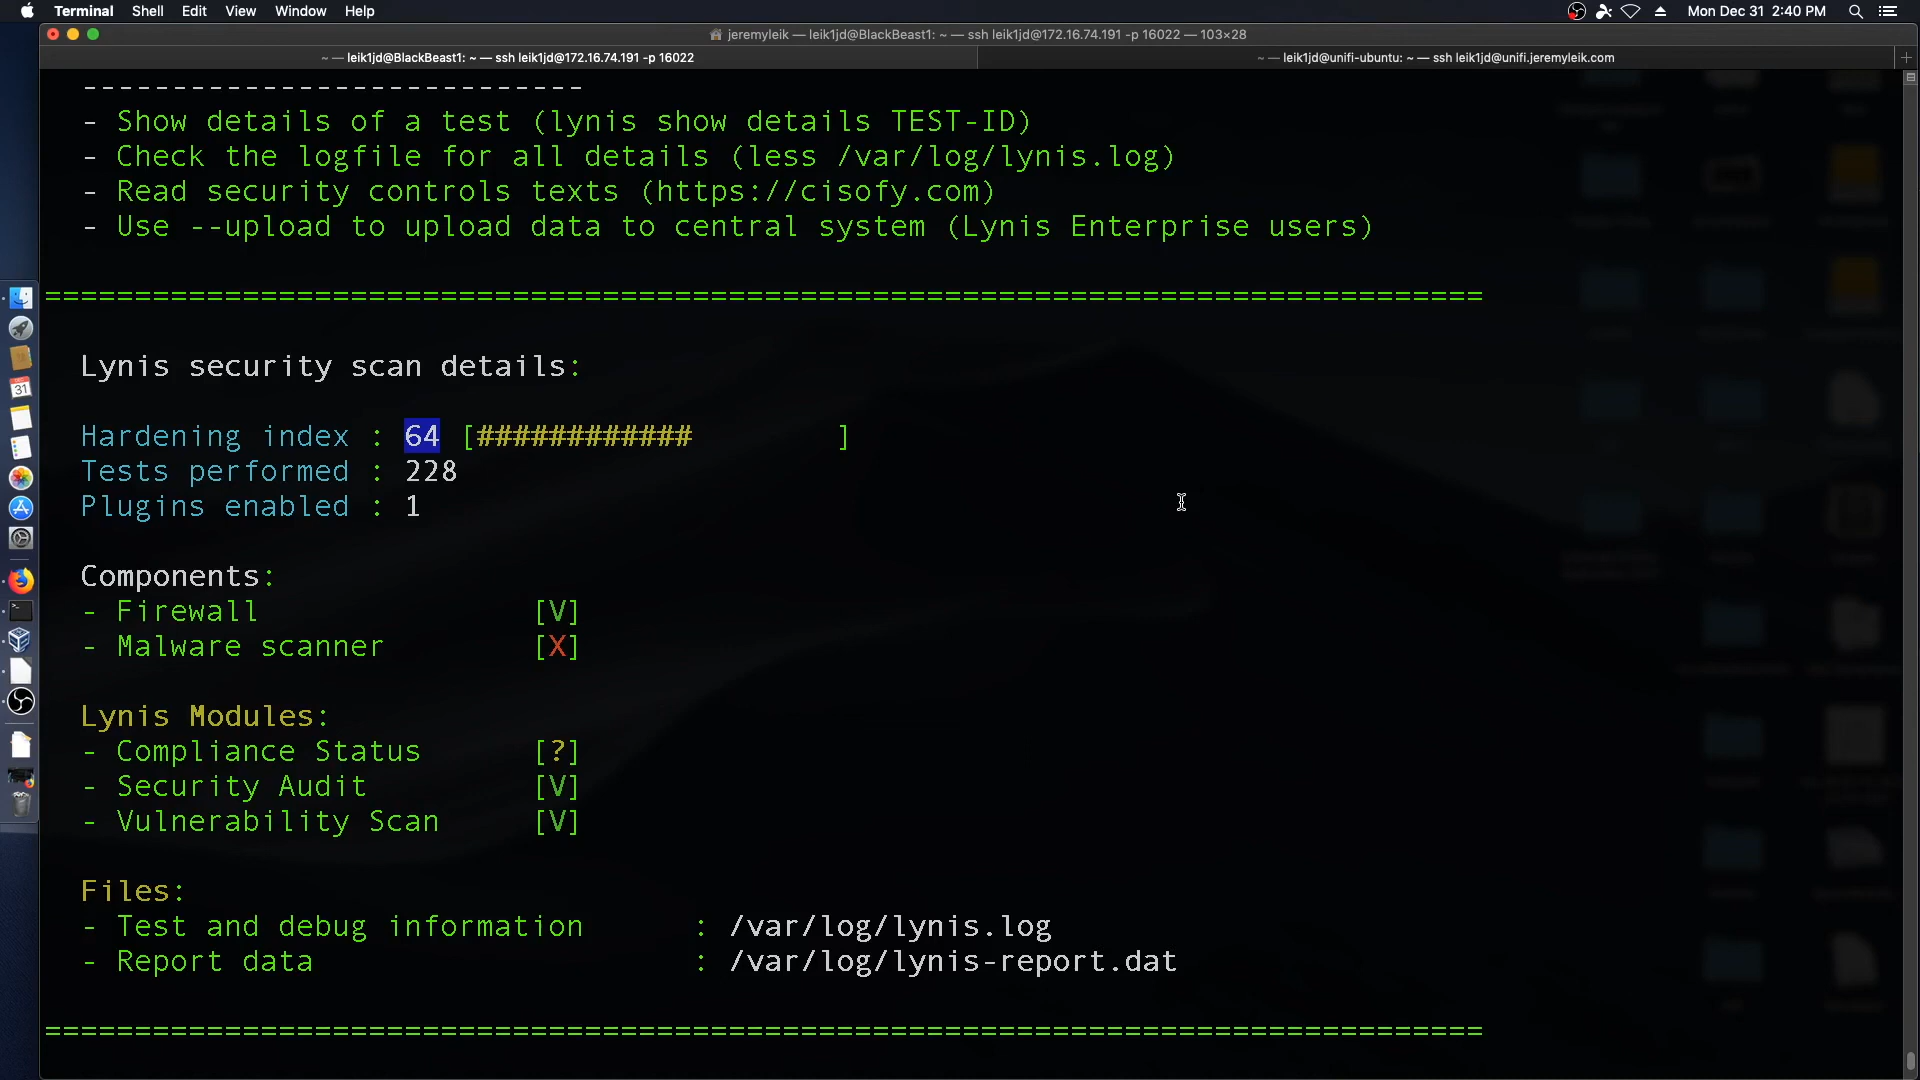 Terminal Shell Edit View Window Help Mon Dec 31 2:40 PM
jeremyleik — leik1jd@BlackBeast1: ~ — ssh leik1jd@172.16.74.191 -p 16022 — 103×28
~ — leik1jd@BlackBeast1: ~ — ssh leik1jd@172.16.74.191 -p 16022 ~ — leik1jd@unifi-ubuntu: ~ — ssh leik1jd@unifi.jeremyleik.com +
----------------------------
- Show details of a test (lynis show details TEST-ID)
- Check the logfile for all details (less /var/log/lynis.log)
- Read security controls texts (https://cisofy.com)
- Use --upload to upload data to central system (Lynis Enterprise users)
================================================================================
Lynis security scan details:
Hardening index : 64 [############        ]
Tests performed : 228
Plugins enabled : 1
Components:
- Firewall [V]
- Malware scanner [X]
Lynis Modules:
- Compliance Status [?]
- Security Audit [V]
- Vulnerability Scan [V]
Files:
- Test and debug information : /var/log/lynis.log
- Report data : /var/log/lynis-report.dat
================================================================================